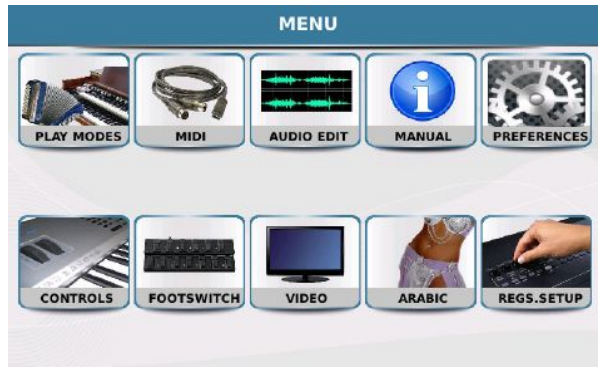 MENU
PLAY MODES
MIDI
AUDIO EDIT
MANUAL
PREFERENCES
CONTROLS
FOOTSWITCH
VIDEO
ARABIC
REGS.SETUP